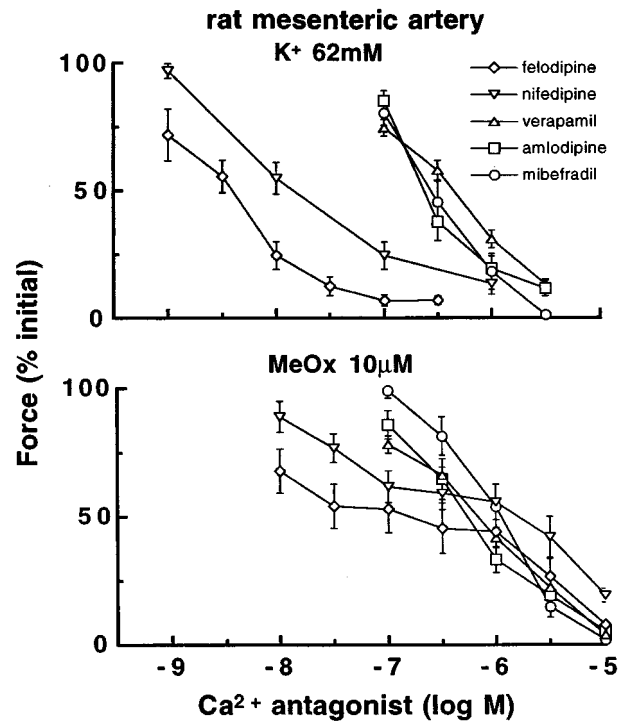 rat mesenteric artery
K+ 62mM
100
50
0
felodipine
nifedipine
verapamil
amlodipine
mibefradil
Force (% initial)
MeOx 10μM
100
50
0
-9 -8 -7 -6 -5
Ca2+ antagonist (log M)